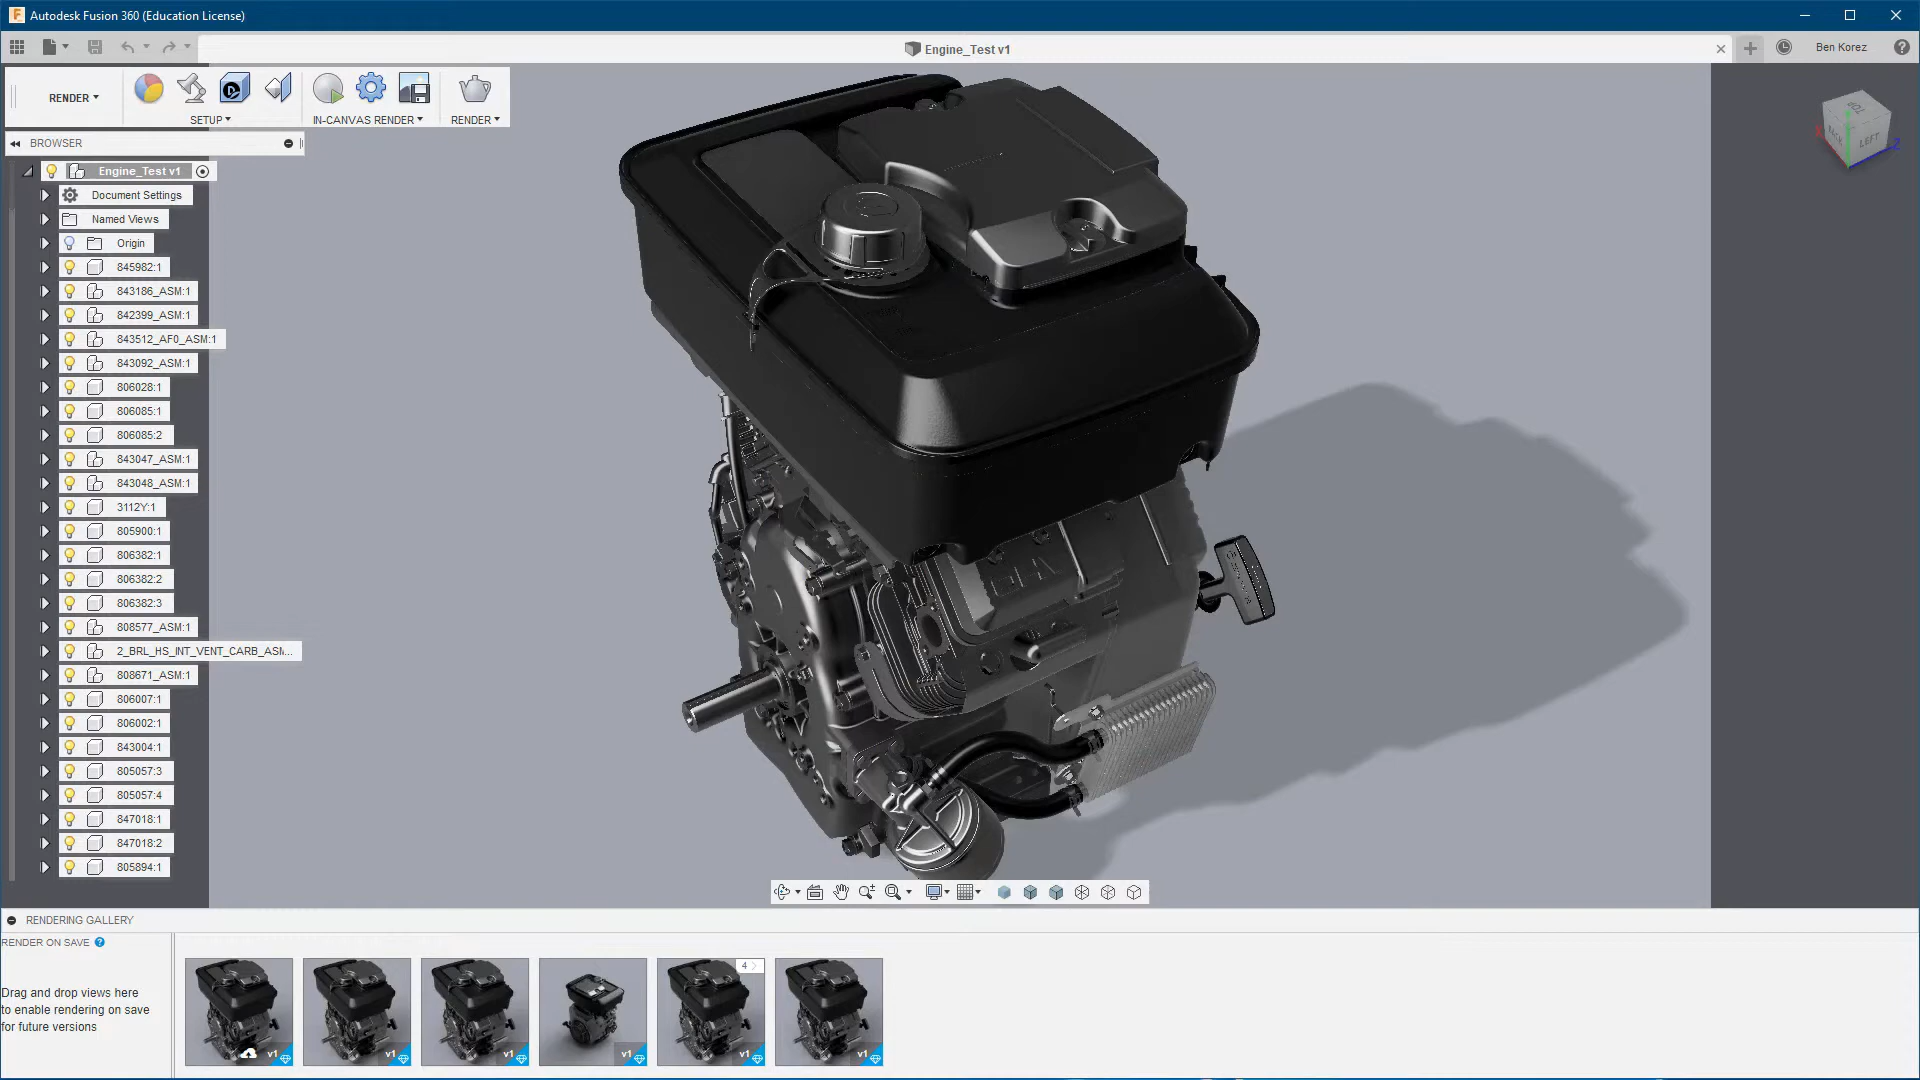 Autodesk Fusion 360 (Education License)
Engine_Test v1
Ben Korez
RENDER
SETUP
IN-CANVAS RENDER
RENDER
BROWSER
TOP
BACK
LEFT
X
Z
Engine_Test v1
Document Settings
Named Views
Origin
845982:1
843186_ASM:1
842399_ASM:1
843512_AF0_ASM:1
843092_ASM:1
806028:1
806085:1
806085:2
843047_ASM:1
843048_ASM:1
3112Y:1
805900:1
806382:1
806382:2
806382:3
808577_ASM:1
2_BRL_HS_INT_VENT_CARB_ASM...
808671_ASM:1
806007:1
806002:1
843004:1
805057:3
805057:4
847018:1
847018:2
805894:1
RENDERING GALLERY
RENDER ON SAVE
Drag and drop views here
to enable rendering on save
for future versions
4
v1
v1
v1
v1
v1
v1